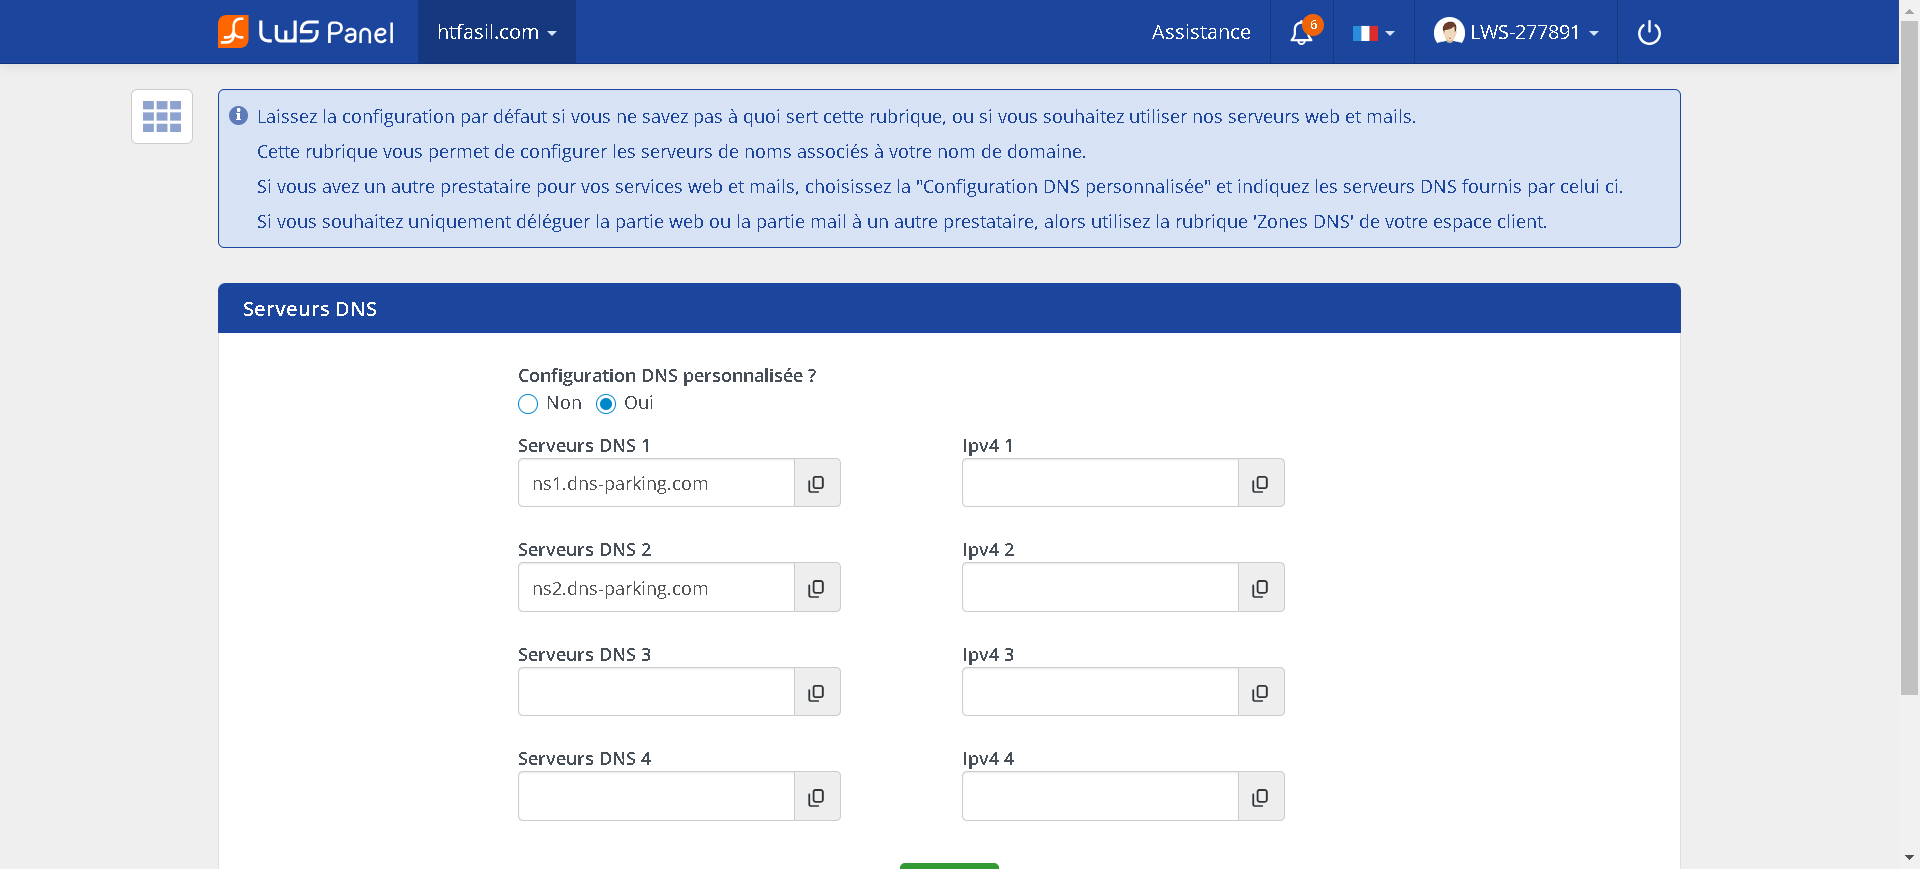 LWS Panel
htfasil.com
Assistance
6
LWS-277891
Laissez la configuration par défaut si vous ne savez pas à quoi sert cette rubrique, ou si vous souhaitez utiliser nos serveurs web et mails.
Cette rubrique vous permet de configurer les serveurs de noms associés à votre nom de domaine.
Si vous avez un autre prestataire pour vos services web et mails, choisissez la "Configuration DNS personalisée" et indiquez les serveurs DNS fournis par celui ci.
Si vous souhaitez uniquement déléguer la partie web ou la partie mail à un autre prestataire, alors utilisez la rubrique 'Zones DNS' de votre espace client.
Serveurs DNS
Configuration DNS personnalisée ?
Non Oui
Serveurs DNS 1 Ipv4 1
ns1.dns-parking.com
Serveurs DNS 2 Ipv4 2
ns2.dns-parking.com
Serveurs DNS 3 Ipv4 3
Serveurs DNS 4 Ipv4 4